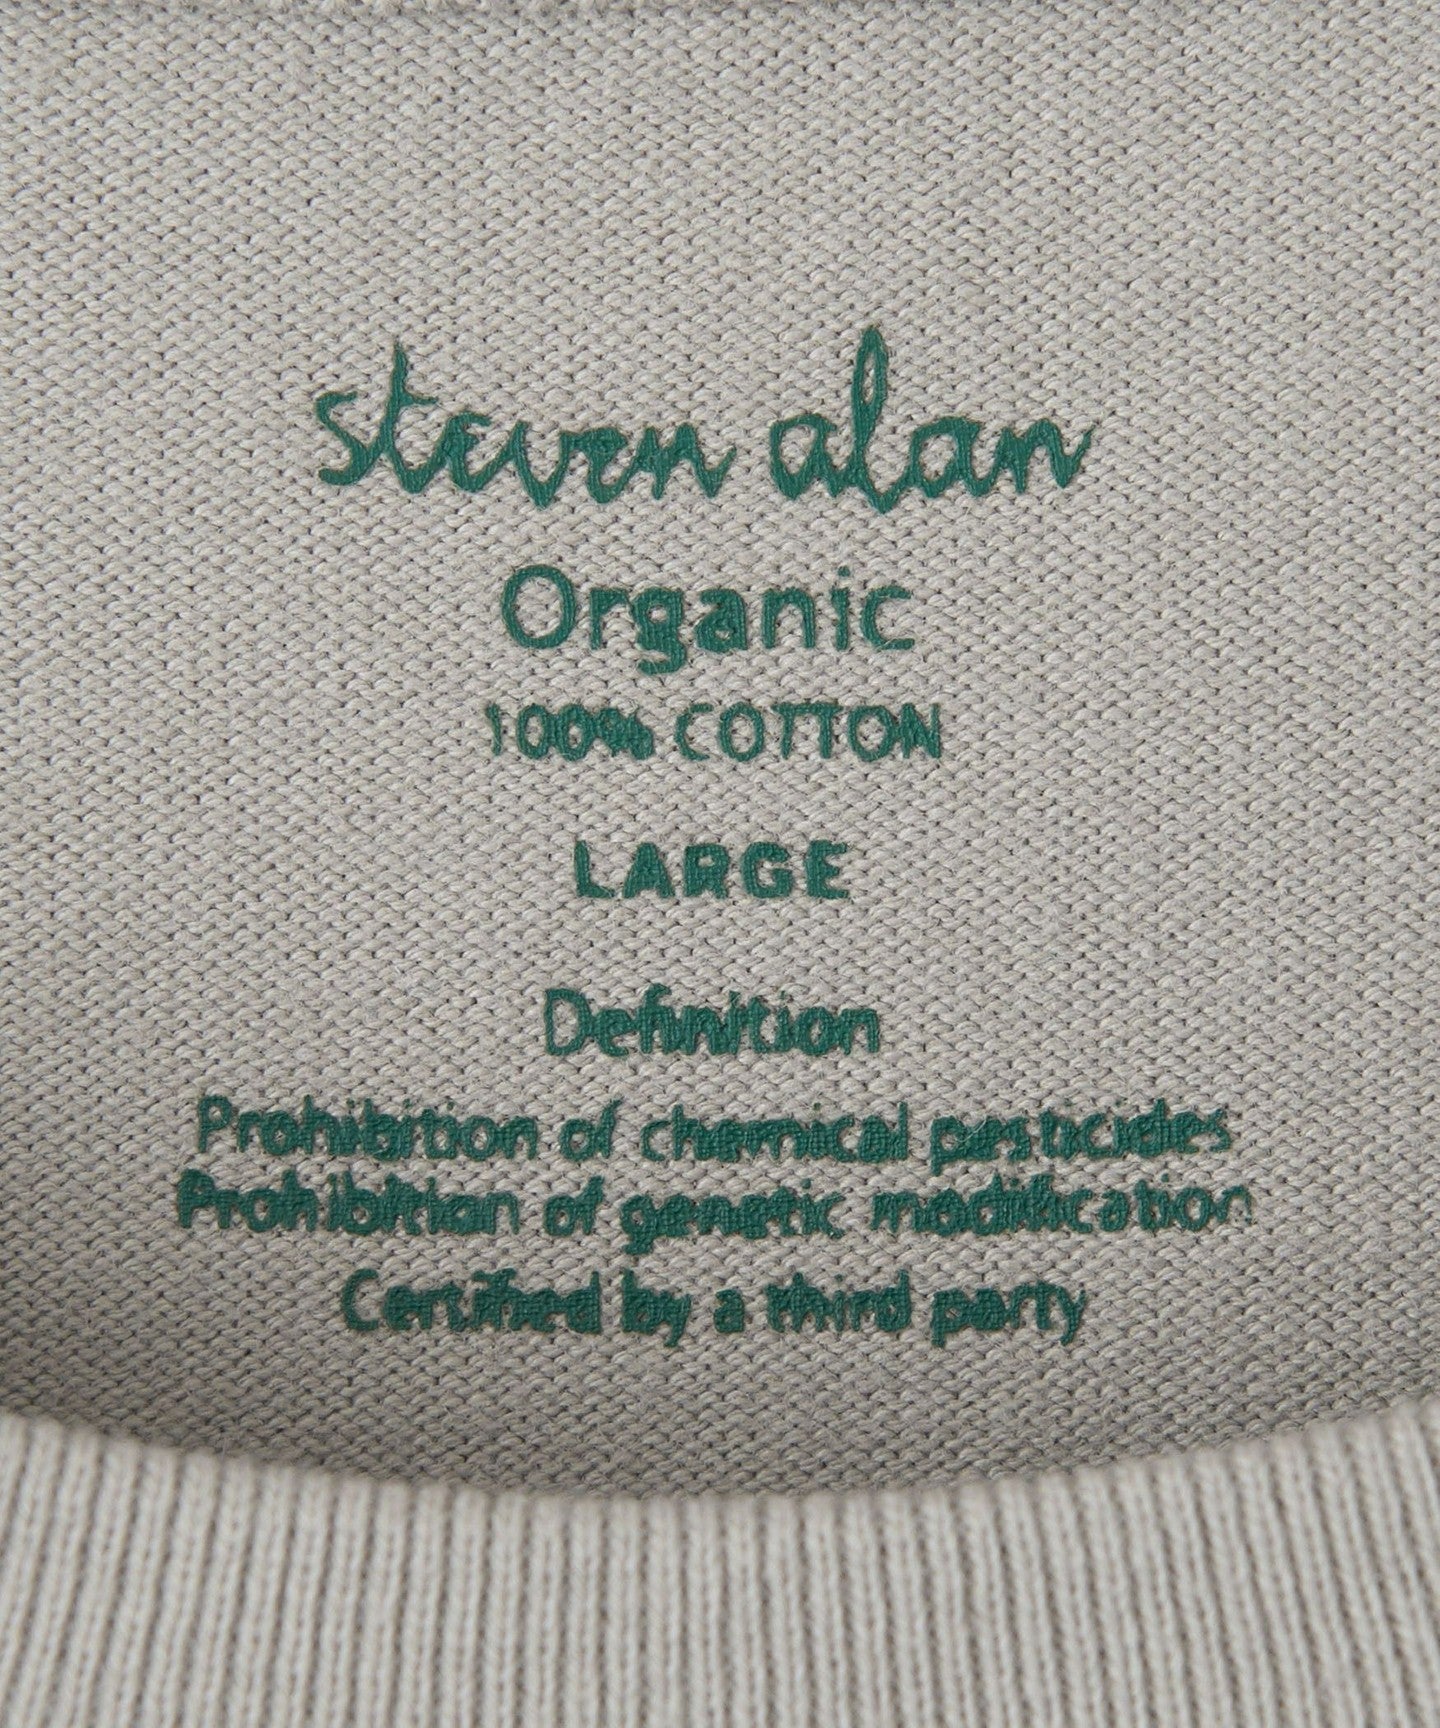 steven alan
Organic
100% COTTON
LARGE
Definition
Prohibition of chemical pesticides
Prohibition of genetic modification
Certified by a third party